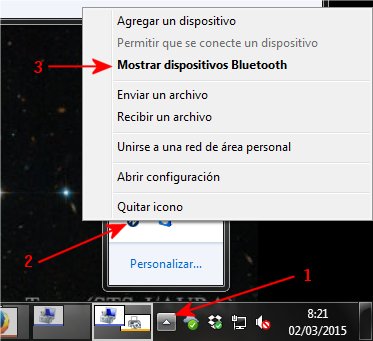 Agregar un dispositivo
Permitir que se conecte un dispositivo
3
Mostrar dispositivos Bluetooth
Enviar un archivo
Recibir un archivo
Unirse a una red de área personal
Abrir configuración
Quitar icono
2
Personalizar...
1
8:21
02/03/2015